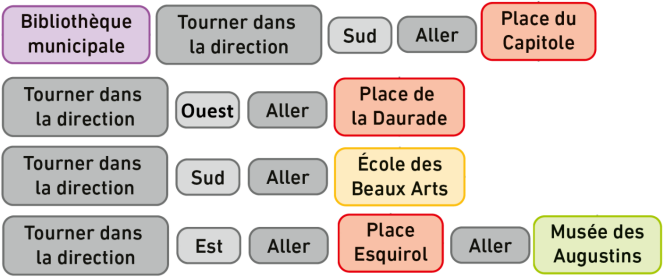 Bibliothèque municipale Tourner dans la direction Sud Aller Place du Capitole
Tourner dans la direction Ouest Aller Place de la Daurade
Tourner dans la direction Sud Aller École des Beaux Arts
Tourner dans la direction Est Aller Place Esquirol Aller Musée des Augustins